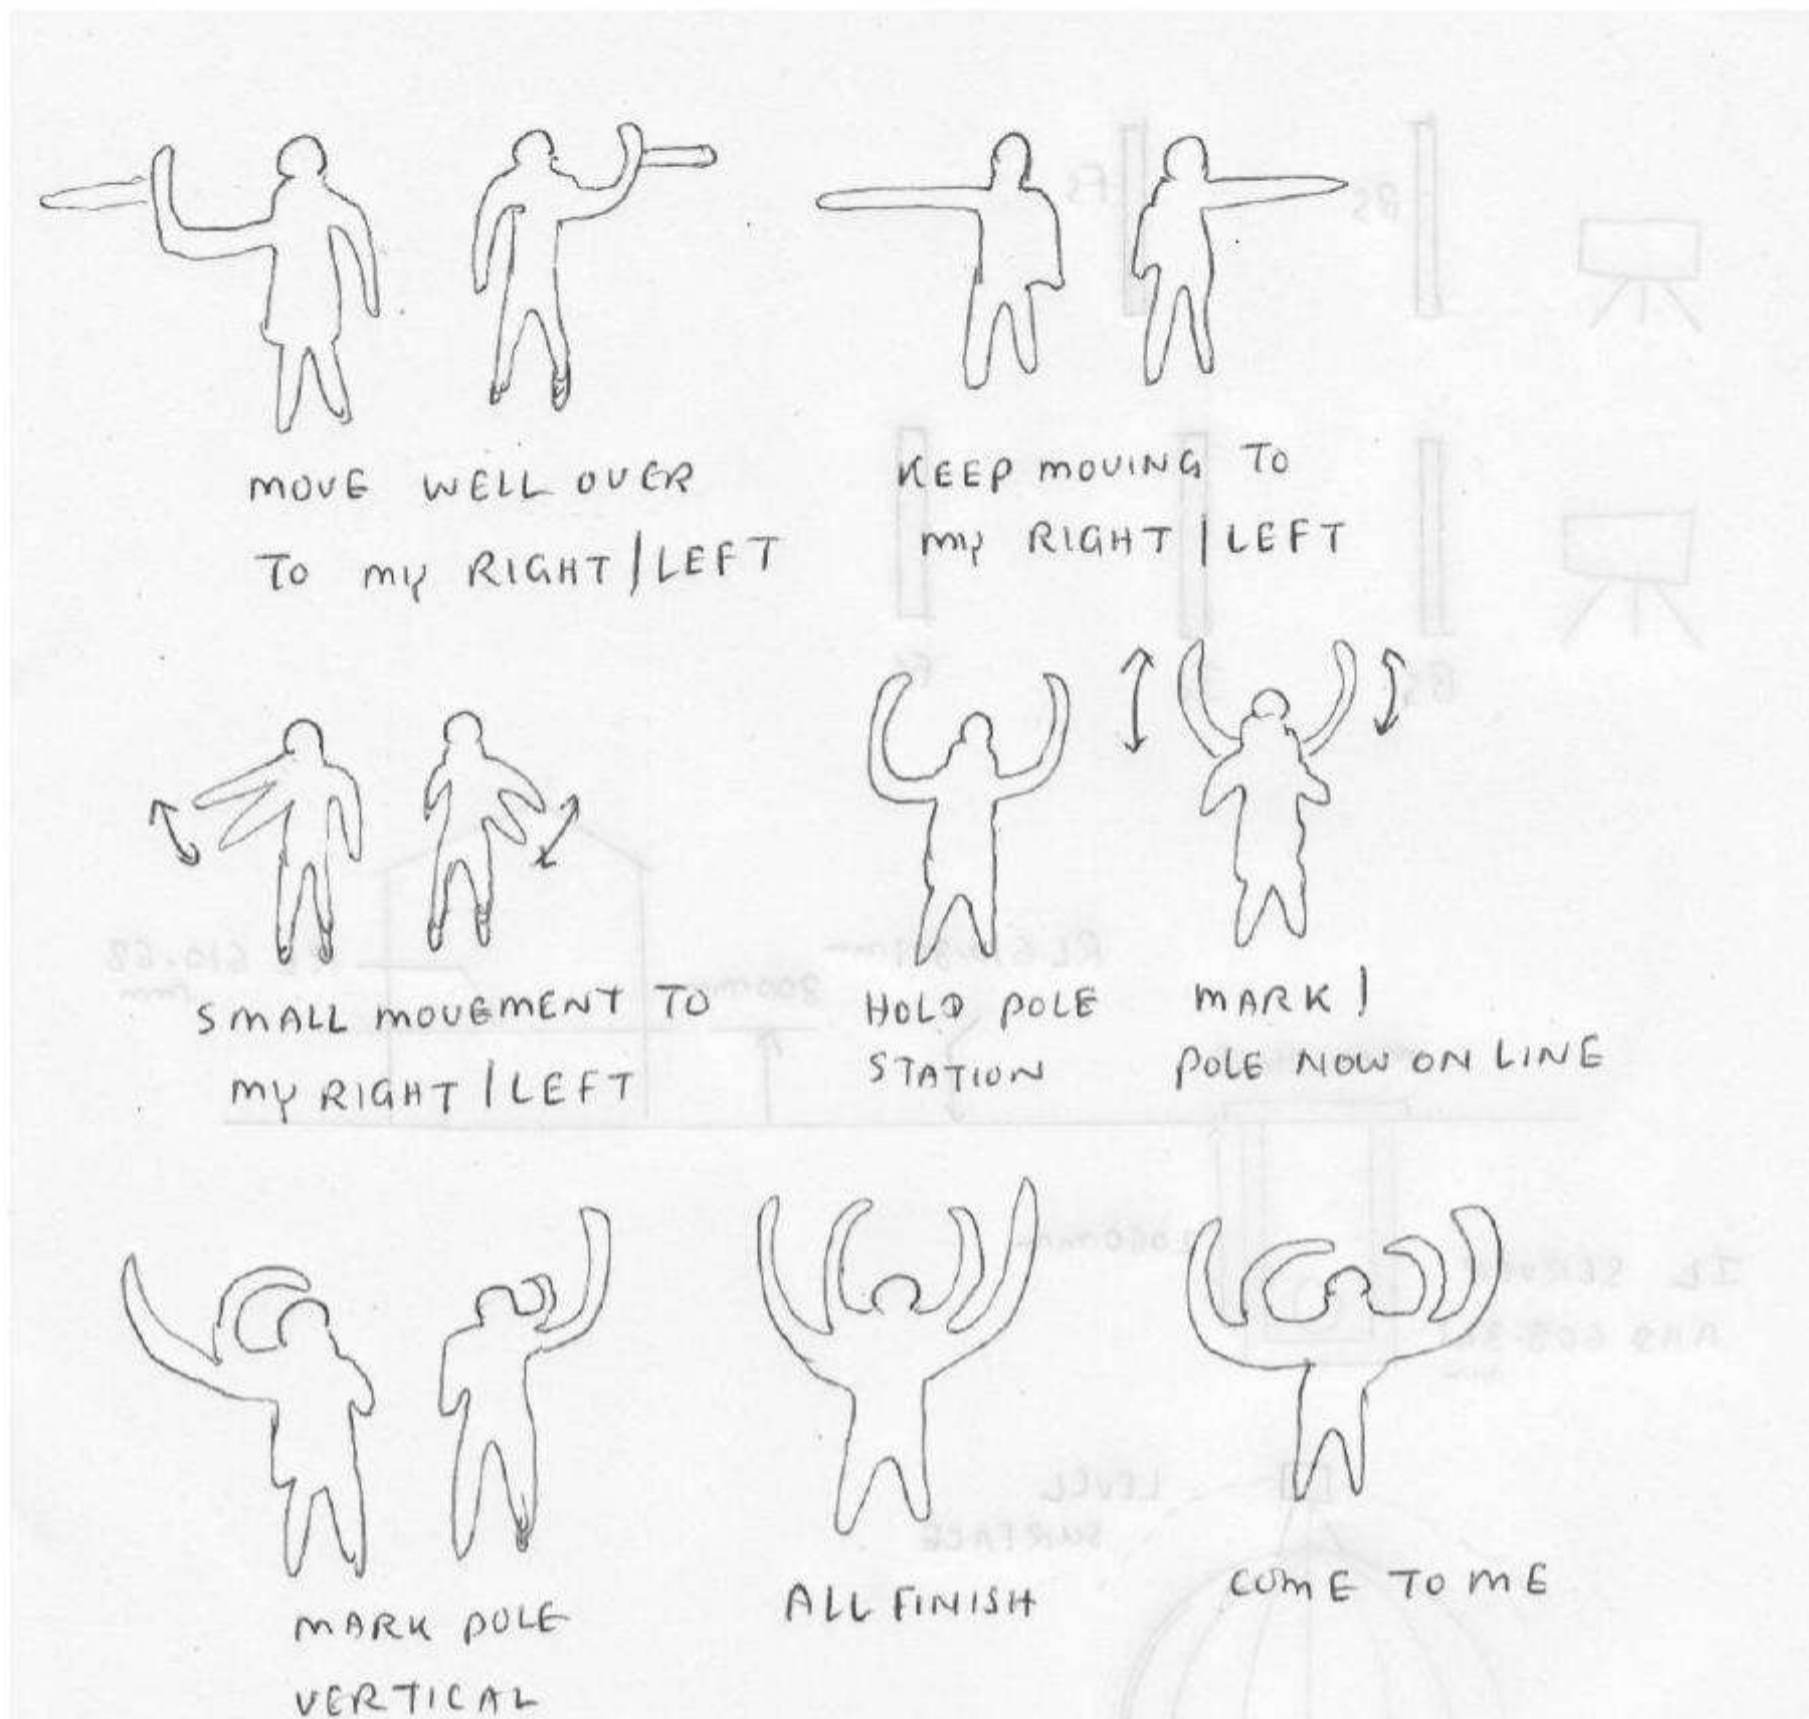 MOVE WELL OVER
TO MY RIGHT / LEFT
KEEP MOVING TO
MY RIGHT / LEFT
SMALL MOVEMENT TO
MY RIGHT / LEFT
HOLD POLE
STATION
MARK /
POLE NOW ON LINE
MARK POLE
VERTICAL
ALL FINISH
COME TO ME